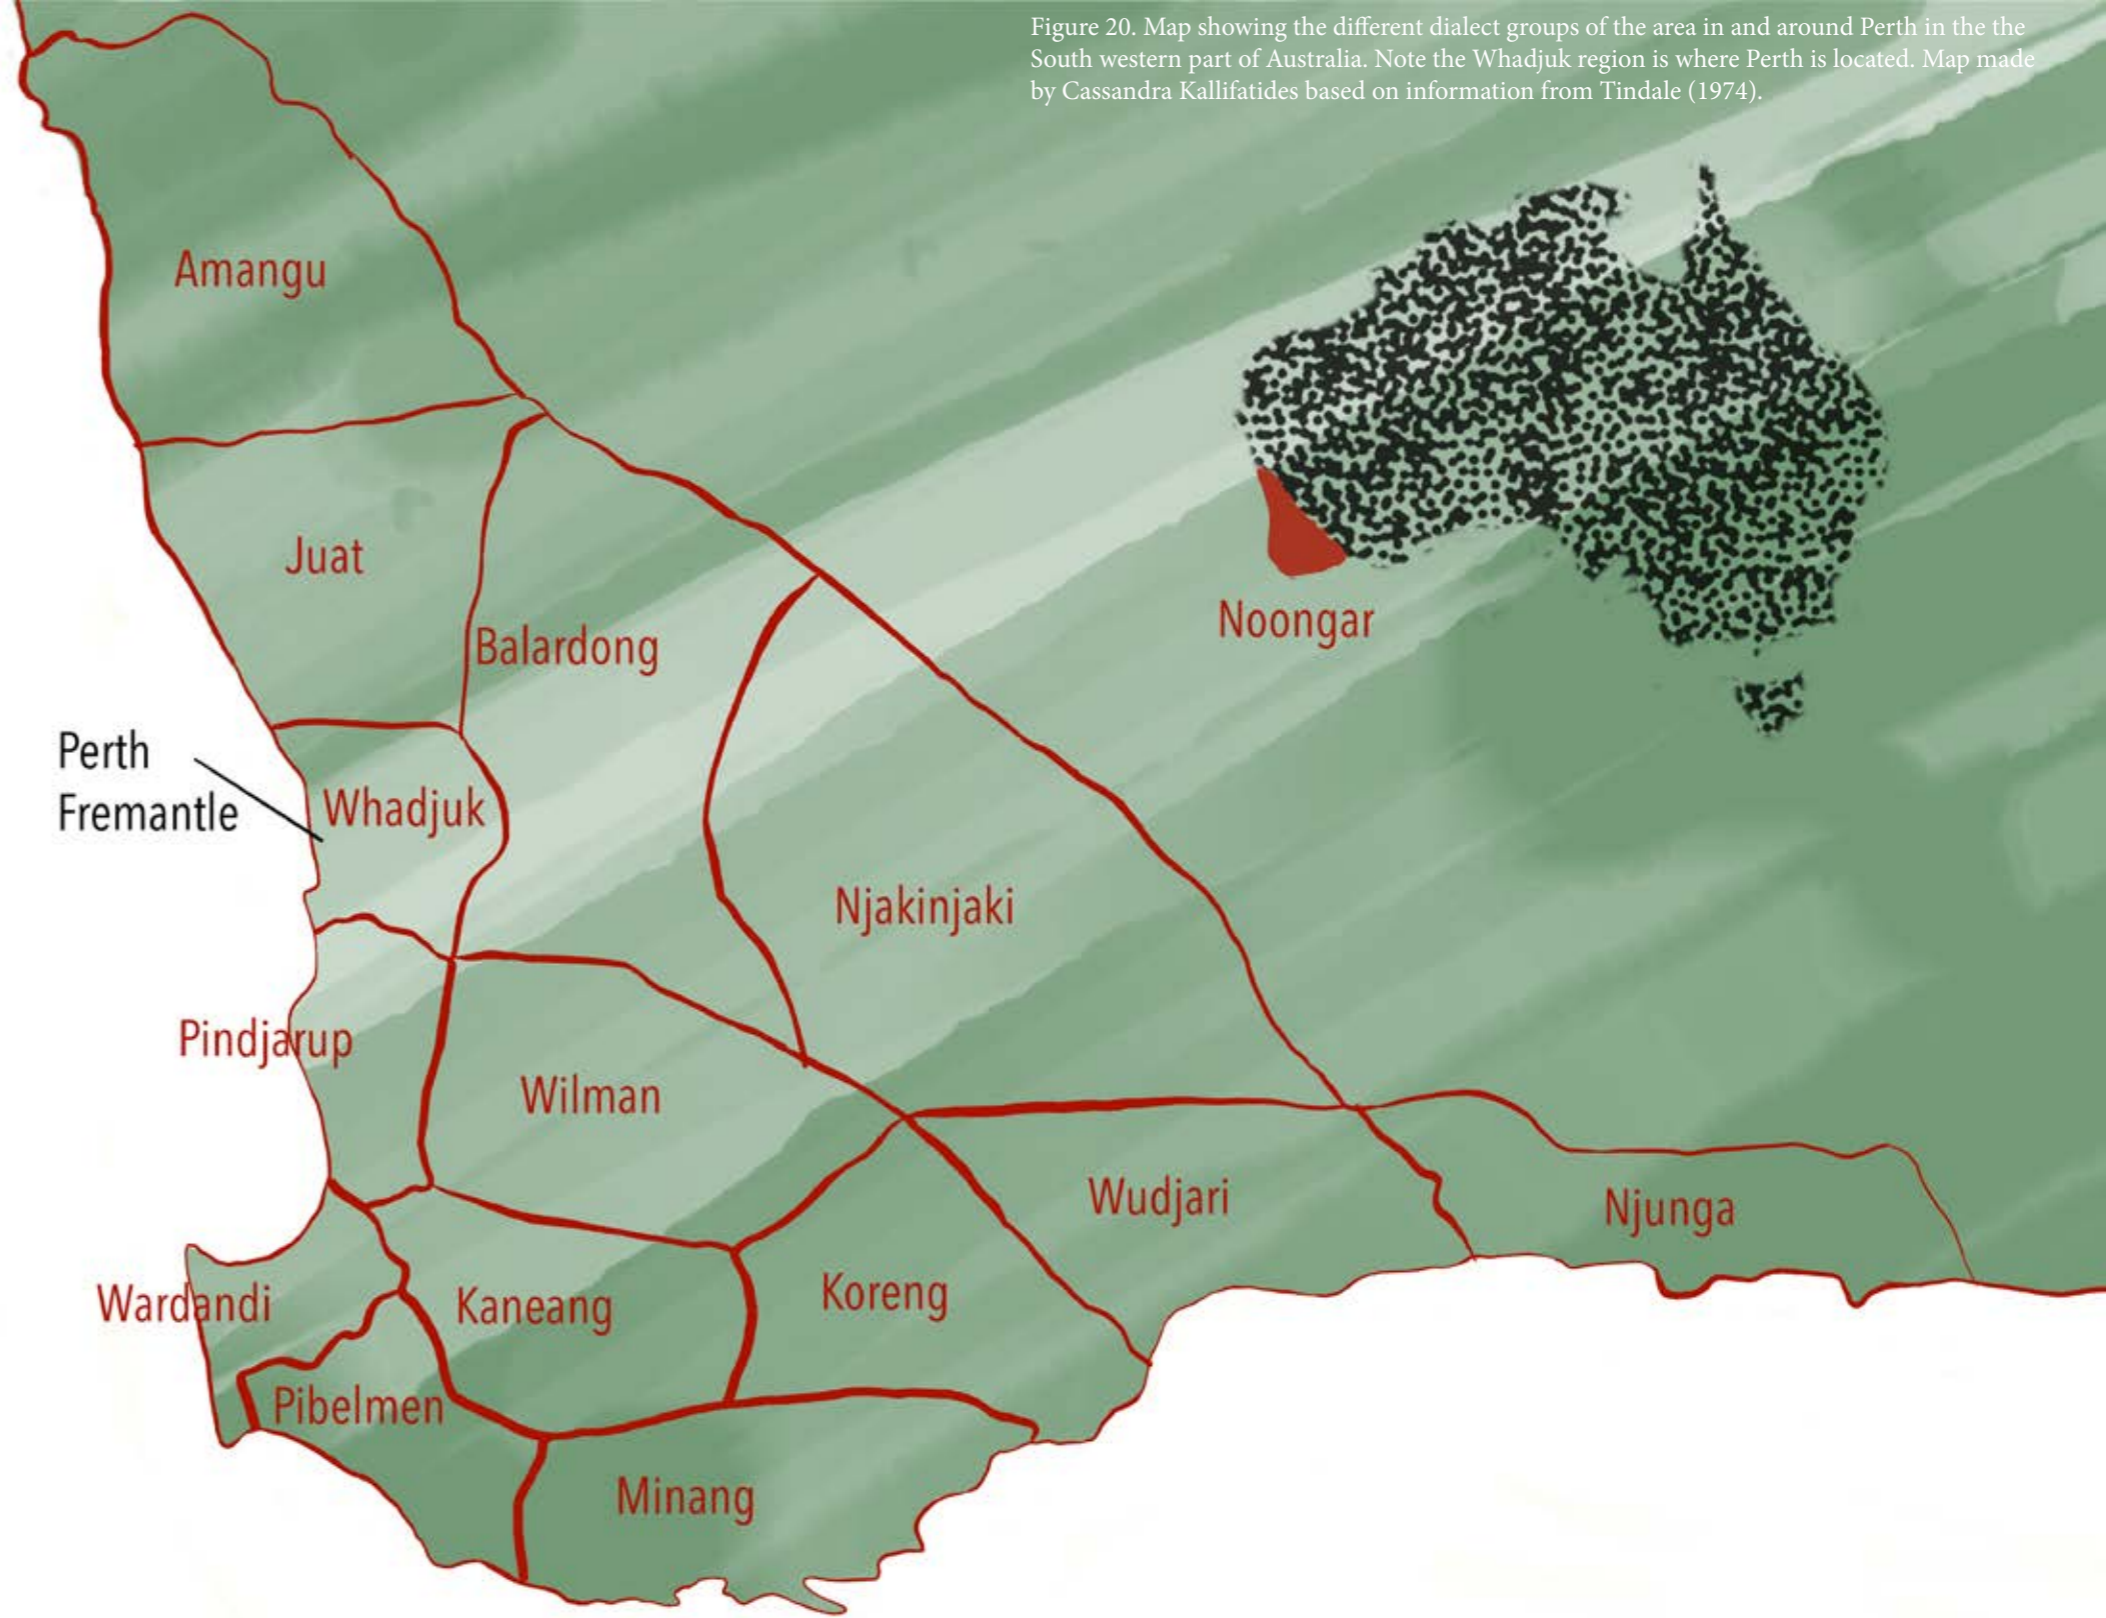 Figure 20. Map showing the different dialect groups of the area in and around Perth in the the
South western part of Australia. Note the Whadjuk region is where Perth is located. Map made
by Cassandra Kallifatides based on information from Tindale (1974).
Amangu
Juat
Balardong
Noongar
Perth
Fremantle
Whadjuk
Njakinjaki
Pindjarup
Wilman
Wudjari
Njunga
Wardandi
Kaneang
Koreng
Pibelmen
Minang